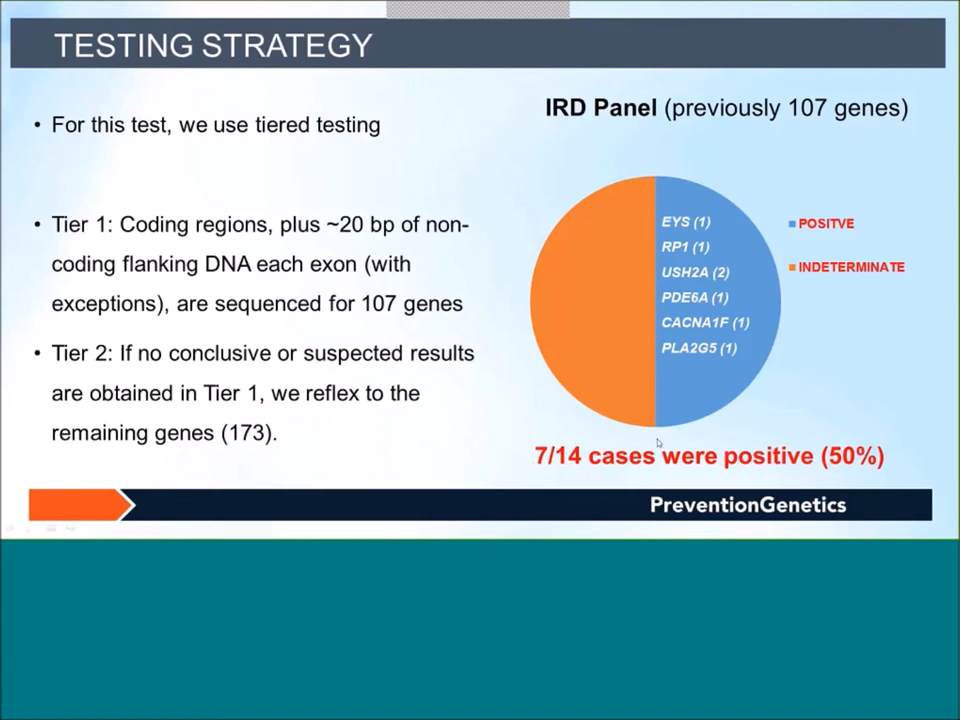 TESTING STRATEGY
• For this test, we use tiered testing
• Tier 1: Coding regions, plus ~20 bp of non-
coding flanking DNA each exon (with
exceptions), are sequenced for 107 genes
• Tier 2: If no conclusive or suspected results
are obtained in Tier 1, we reflex to the
remaining genes (173).
IRD Panel (previously 107 genes)
EYS (1)
RP1 (1)
USH2A (2)
PDE6A (1)
CACNA1F (1)
PLA2G5 (1)
POSITVE
INDETERMINATE
7/14 cases were positive (50%)
PreventionGenetics